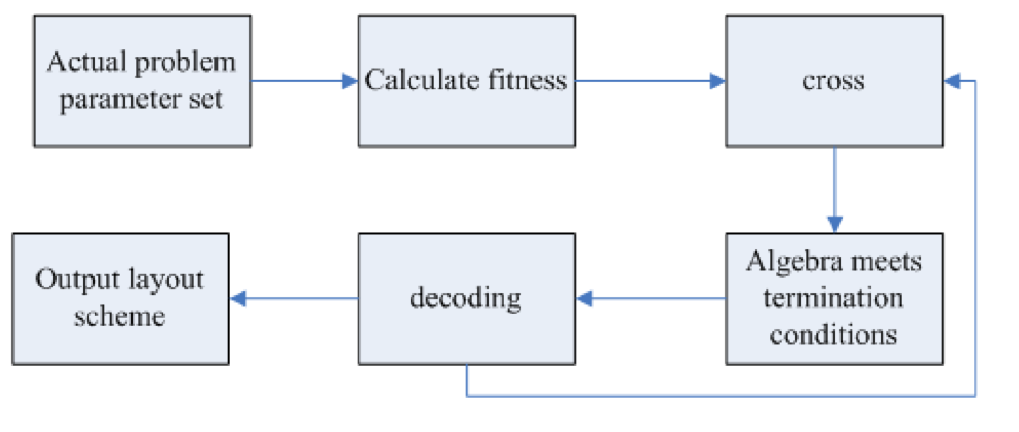 Actual problem
parameter set
Calculate fitness
cross
Output layout
scheme
decoding
Algebra meets
termination
conditions